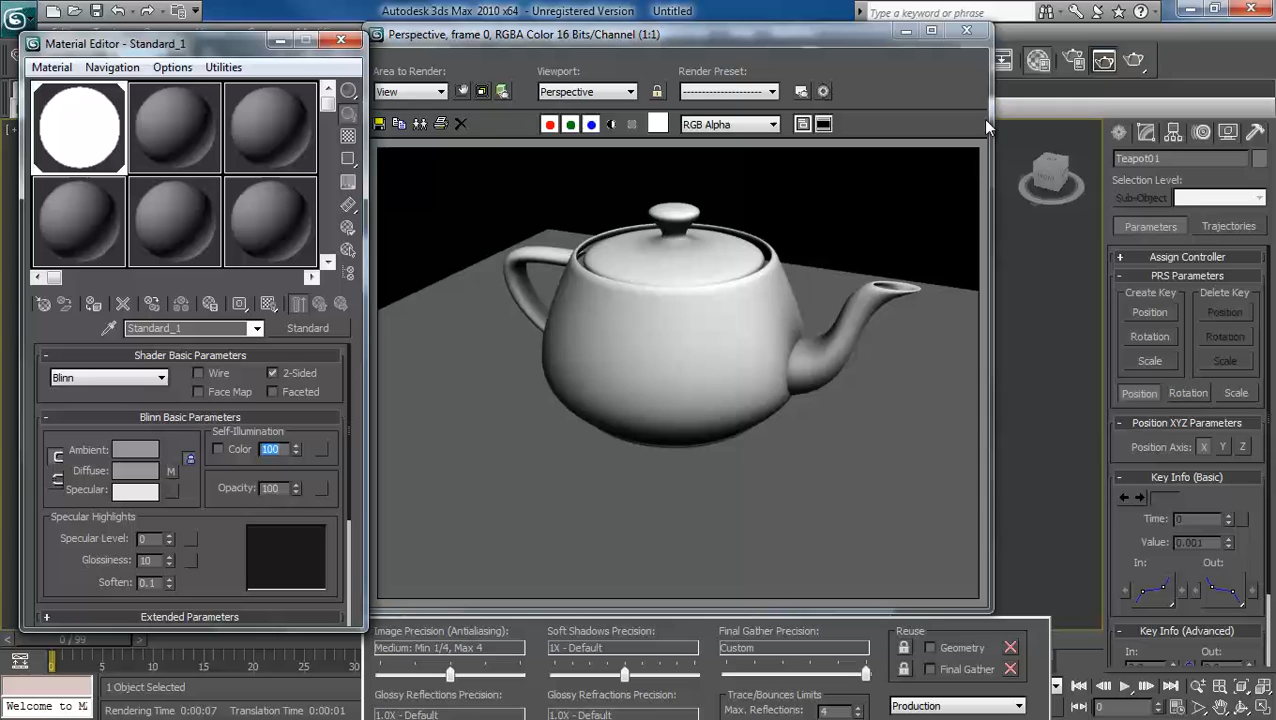 Autodesk 3ds Max 2010 - Unregistered Version Untitled
Type a keyword or phrase
Material Editor - Standard_1
Material Navigation Options Utilities
Standard_1 Standard
Shader Basic Parameters
Blinn Wire 2-Sided
Face Map Faceted
Blinn Basic Parameters
Self-Illumination
Ambient: Color 100
Diffuse: M
Specular: Opacity: 100
Specular Highlights
Specular Level: 0
Glossiness: 10
Soften: 0.1
Extended Parameters
Perspective, frame 0, RGBA Color 16 Bits/Channel (1:1)
Area to Render: Viewport: Render Preset:
View Perspective
RGB Alpha
Teapot01
Selection Level:
Sub-Object
Parameters Trajectories
Assign Controller
PRS Parameters
Create Key Delete Key
Position Position
Rotation Rotation
Scale Scale
Position Rotation Scale
Position XYZ Parameters
Position Axis: X Y Z
Key Info (Basic)
Time: 0
Value: 0.001
In: Out:
Key Info (Advanced)
0 / 99
0 5 10 15 20 25 30
1 Object Selected
Welcome to M
Rendering Time 0:00:07 Translation Time 0:00:01
Image Precision (Antialiasing): Soft Shadows Precision: Final Gather Precision: Reuse
Medium: Min 1/4, Max 4 1X - Default Custom Geometry
Final Gather
Glossy Reflections Precision: Glossy Refractions Precision: Trace/Bounces Limits
1.0X - Default 1.0X - Default Max. Reflections: 4 Production
0